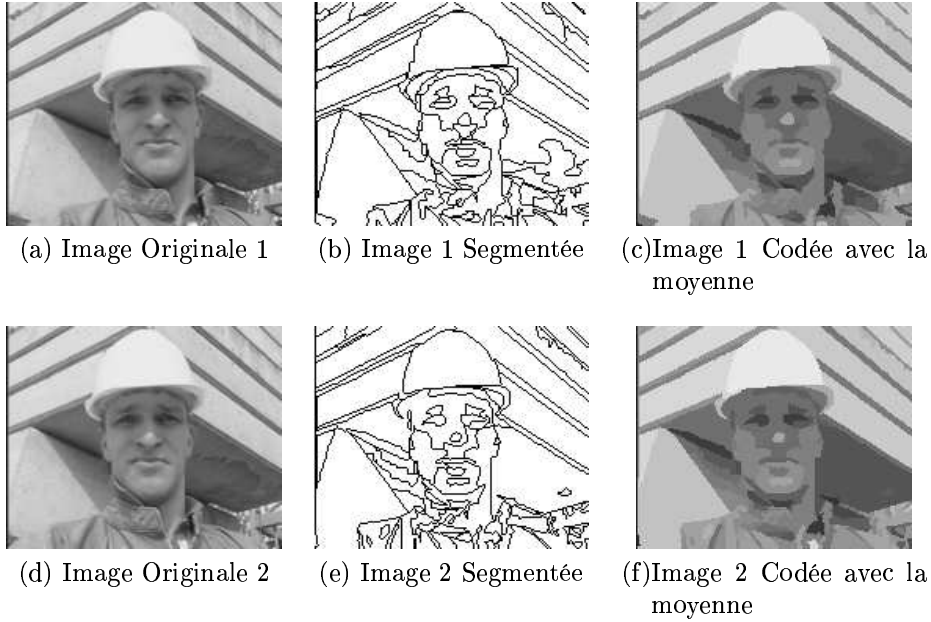 (a) Image Originale 1
(b) Image 1 Segmentée
(c)Image 1 Codée avec la
moyenne
(d) Image Originale 2
(e) Image 2 Segmentée
(f)Image 2 Codée avec la
moyenne